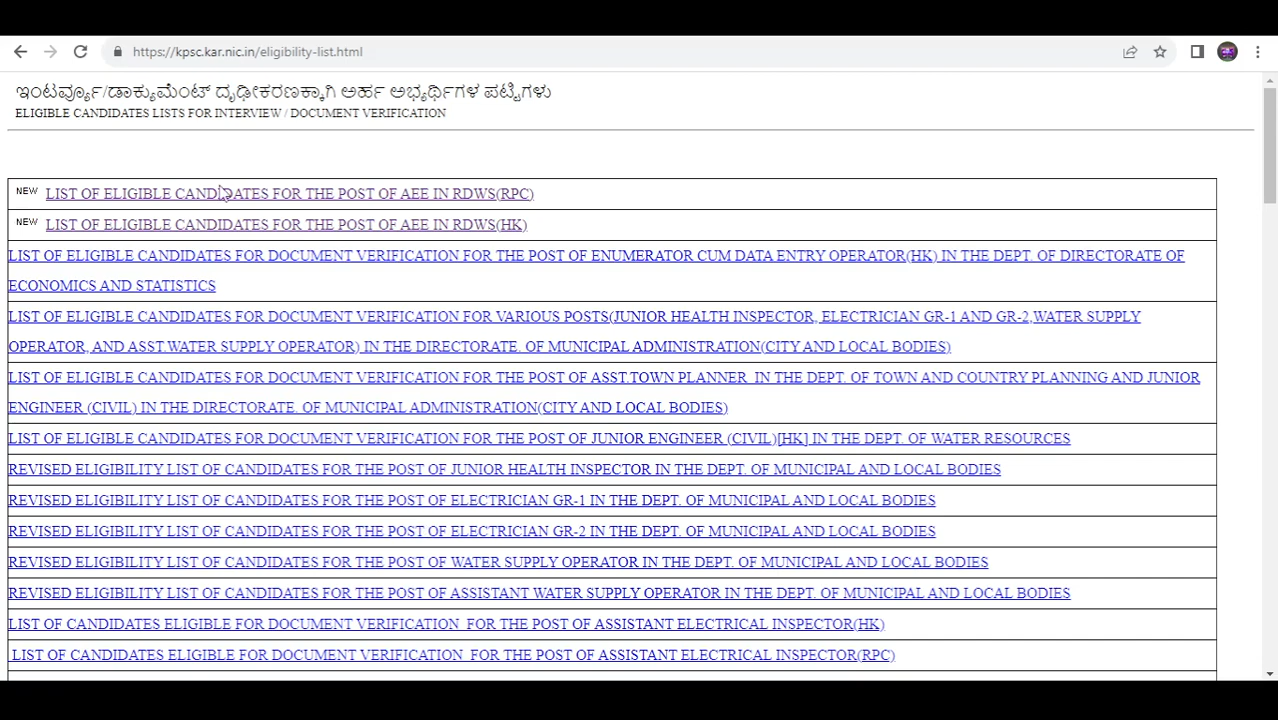 https://kpsc.kar.nic.in/eligibility-list.html
ಇಂಟರ್ವ್ಯೂ/ಡಾಕ್ಯುಮೆಂಟ್ ದೃಢೀಕರಣಕ್ಕಾಗಿ ಅರ್ಹ ಅಭ್ಯರ್ಥಿಗಳ ಪಟ್ಟಿಗಳು
ELIGIBLE CANDIDATES LISTS FOR INTERVIEW / DOCUMENT VERIFICATION
NEW LIST OF ELIGIBLE CANDIDATES FOR THE POST OF AEE IN RDWS(RPC)
NEW LIST OF ELIGIBLE CANDIDATES FOR THE POST OF AEE IN RDWS(HK)
LIST OF ELIGIBLE CANDIDATES FOR DOCUMENT VERIFICATION FOR THE POST OF ENUMERATOR CUM DATA ENTRY OPERATOR(HK) IN THE DEPT. OF DIRECTORATE OF
ECONOMICS AND STATISTICS
LIST OF ELIGIBLE CANDIDATES FOR DOCUMENT VERIFICATION FOR VARIOUS POSTS(JUNIOR HEALTH INSPECTOR, ELECTRICIAN GR-1 AND GR-2,WATER SUPPLY
OPERATOR, AND ASST.WATER SUPPLY OPERATOR) IN THE DIRECTORATE. OF MUNICIPAL ADMINISTRATION(CITY AND LOCAL BODIES)
LIST OF ELIGIBLE CANDIDATES FOR DOCUMENT VERIFICATION FOR THE POST OF ASST.TOWN PLANNER IN THE DEPT. OF TOWN AND COUNTRY PLANNING AND JUNIOR
ENGINEER (CIVIL) IN THE DIRECTORATE. OF MUNICIPAL ADMINISTRATION(CITY AND LOCAL BODIES)
LIST OF ELIGIBLE CANDIDATES FOR DOCUMENT VERIFICATION FOR THE POST OF JUNIOR ENGINEER (CIVIL)[HK] IN THE DEPT. OF WATER RESOURCES
REVISED ELIGIBILITY LIST OF CANDIDATES FOR THE POST OF JUNIOR HEALTH INSPECTOR IN THE DEPT. OF MUNICIPAL AND LOCAL BODIES
REVISED ELIGIBILITY LIST OF CANDIDATES FOR THE POST OF ELECTRICIAN GR-1 IN THE DEPT. OF MUNICIPAL AND LOCAL BODIES
REVISED ELIGIBILITY LIST OF CANDIDATES FOR THE POST OF ELECTRICIAN GR-2 IN THE DEPT. OF MUNICIPAL AND LOCAL BODIES
REVISED ELIGIBILITY LIST OF CANDIDATES FOR THE POST OF WATER SUPPLY OPERATOR IN THE DEPT. OF MUNICIPAL AND LOCAL BODIES
REVISED ELIGIBILITY LIST OF CANDIDATES FOR THE POST OF ASSISTANT WATER SUPPLY OPERATOR IN THE DEPT. OF MUNICIPAL AND LOCAL BODIES
LIST OF CANDIDATES ELIGIBLE FOR DOCUMENT VERIFICATION FOR THE POST OF ASSISTANT ELECTRICAL INSPECTOR(HK)
LIST OF CANDIDATES ELIGIBLE FOR DOCUMENT VERIFICATION FOR THE POST OF ASSISTANT ELECTRICAL INSPECTOR(RPC)